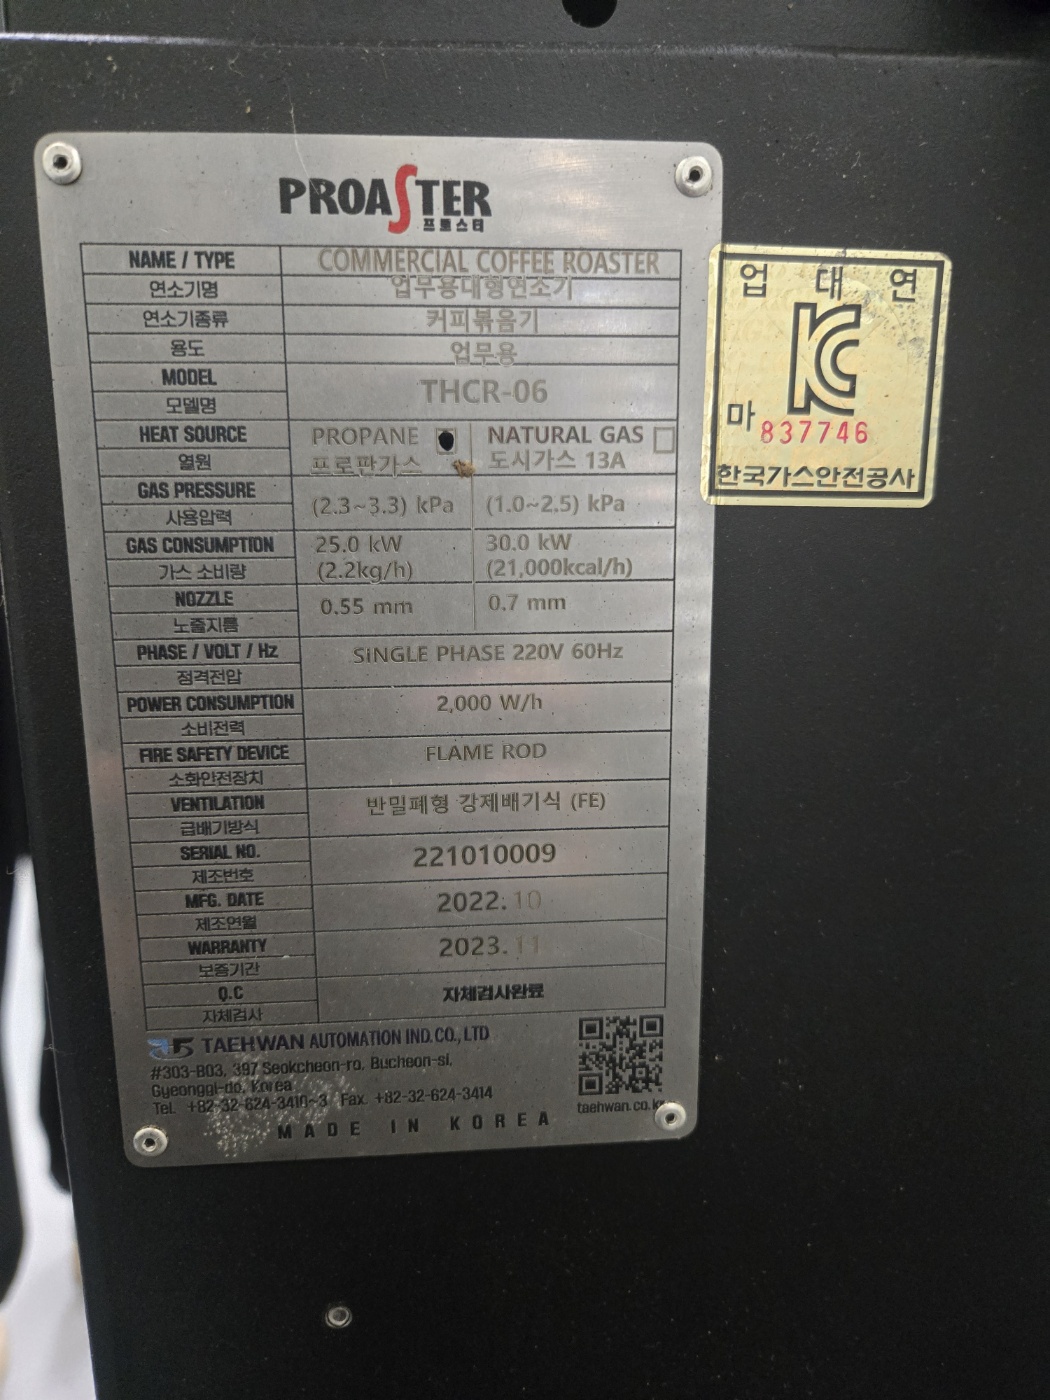 PROASTER
프로스타
NAME / TYPE COMMERCIAL COFFEE ROASTER
연소기명 업무용대형연소기
연소기종류 커피볶음기
용도 업무용
MODEL
모델명 THCR-06
HEAT SOURCE PROPANE NATURAL GAS
열원 프로판가스 도시가스 13A
GAS PRESSURE
사용압력 (2.3~3.3) kPa (1.0~2.5) kPa
GAS CONSUMPTION 25.0 kW 30.0 kW
가스 소비량 (2.2kg/h) (21,000kcal/h)
NOZZLE 0.55 mm 0.7 mm
노즐지름
PHASE / VOLT / Hz SINGLE PHASE 220V 60Hz
정격전압
POWER CONSUMPTION 2,000 W/h
소비전력
FIRE SAFETY DEVICE FLAME ROD
소화안전장치
VENTILATION 반밀폐형 강제배기식 (FE)
급배기방식
SERIAL NO. 221010009
제조번호
MFG. DATE 2022.10
제조연월
WARRANTY 2023.11
보증기간
Q.C 자체검사완료
자체검사
TAEHWAN AUTOMATION IND.CO., LTD
#303-803, 397 Seokcheon-ro, Bucheon-si,
Gyeonggi-do, Korea
Tel. +82-32-624-3410~3 Fax. +82-32-624-3414
taehwan.co.kr
MADE IN KOREA
업 대 연
KC
마 837746
한국가스안전공사